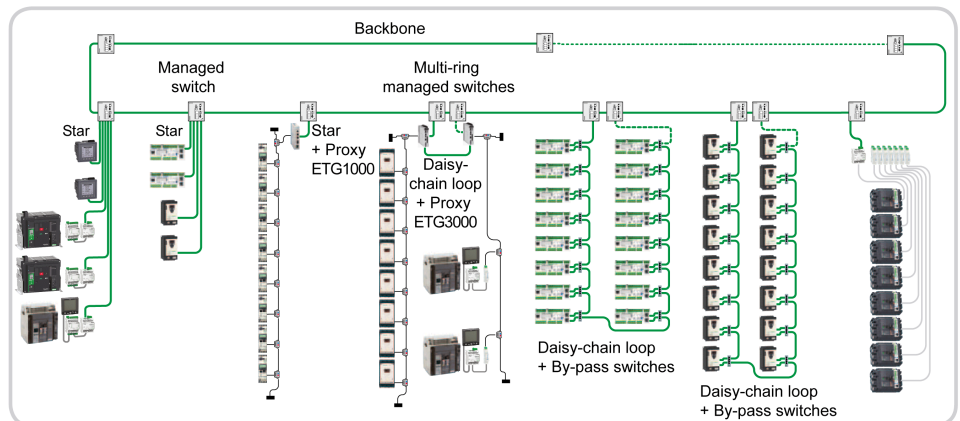 Backbone
Managed
switch
Multi-ring
managed switches
Star
Star
Star
+ Proxy
ETG1000
Daisy-
chain loop
+ Proxy
ETG3000
Daisy-chain loop
+ By-pass switches
Daisy-chain loop
+ By-pass switches